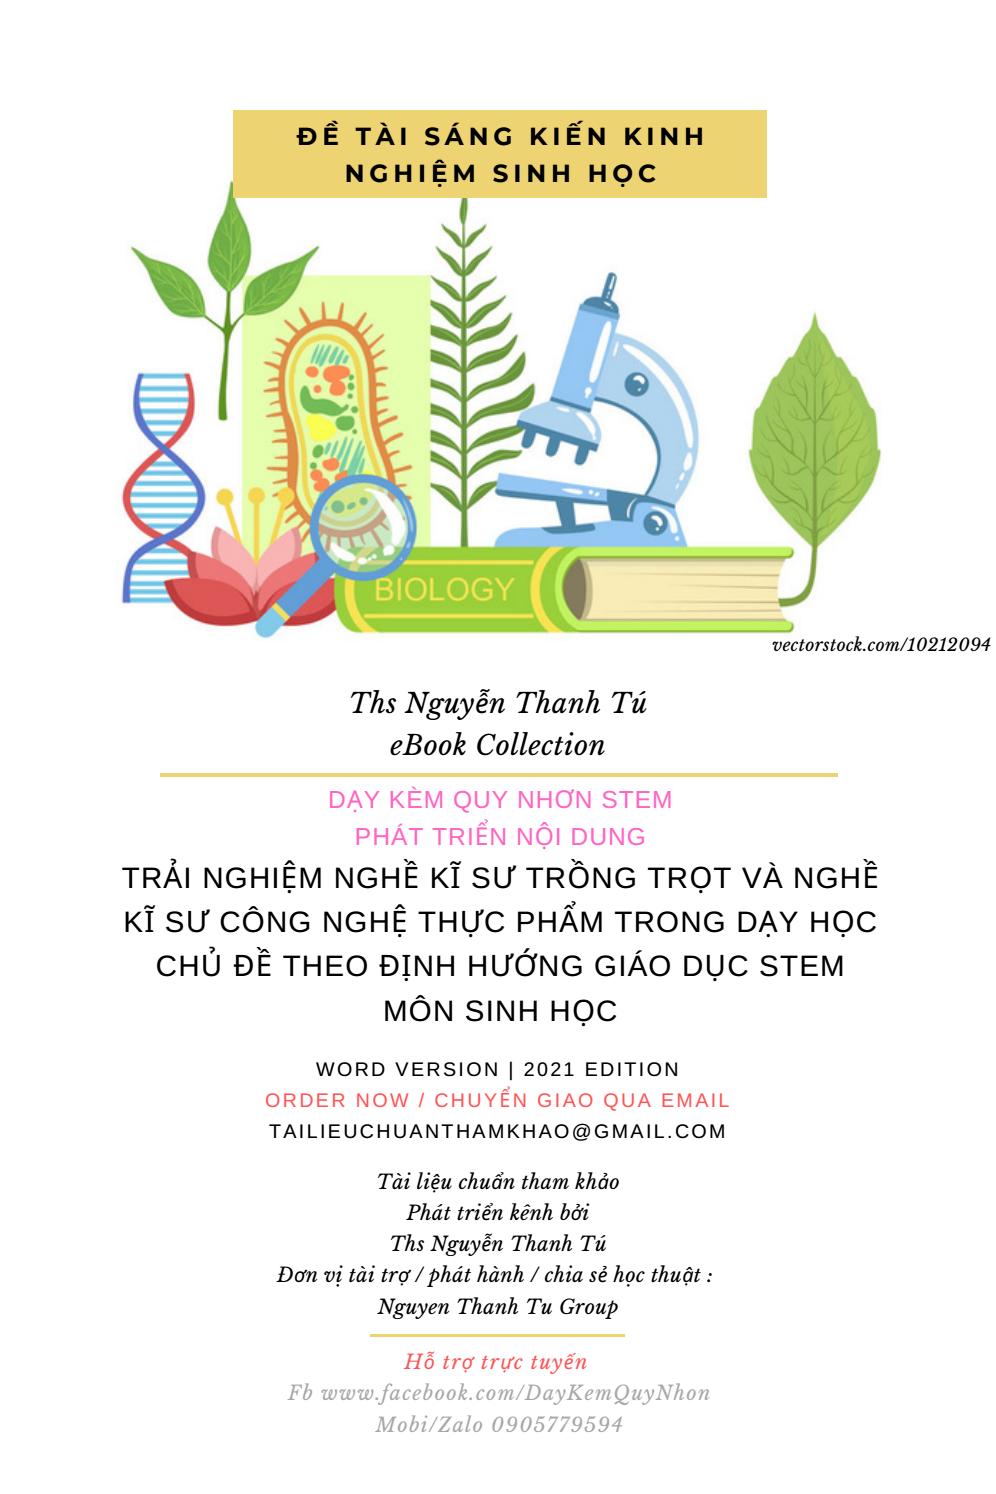 ĐỀ TÀI SÁNG KIẾN KINH
NGHIỆM SINH HỌC
BIOLOGY
vectorstock.com/10212094
Ths Nguyễn Thanh Tú
eBook Collection
DẠY KÈM QUY NHƠN STEM
PHÁT TRIỂN NỘI DUNG
TRẢI NGHIỆM NGHỀ KĨ SƯ TRỒNG TRỌT VÀ NGHỀ
KĨ SƯ CÔNG NGHỆ THỰC PHẨM TRONG DẠY HỌC
CHỦ ĐỀ THEO ĐỊNH HƯỚNG GIÁO DỤC STEM
MÔN SINH HỌC
WORD VERSION | 2021 EDITION
ORDER NOW / CHUYỂN GIAO QUA EMAIL
TAILIEUCHUANTHAMKHAO@GMAIL.COM
Tài liệu chuẩn tham khảo
Phát triển kênh bởi
Ths Nguyễn Thanh Tú
Đơn vị tài trợ / phát hành / chia sẻ học thuật :
Nguyen Thanh Tu Group
Hỗ trợ trực tuyến
Fb www.facebook.com/DayKemQuyNhon
Mobi/Zalo 0905779594